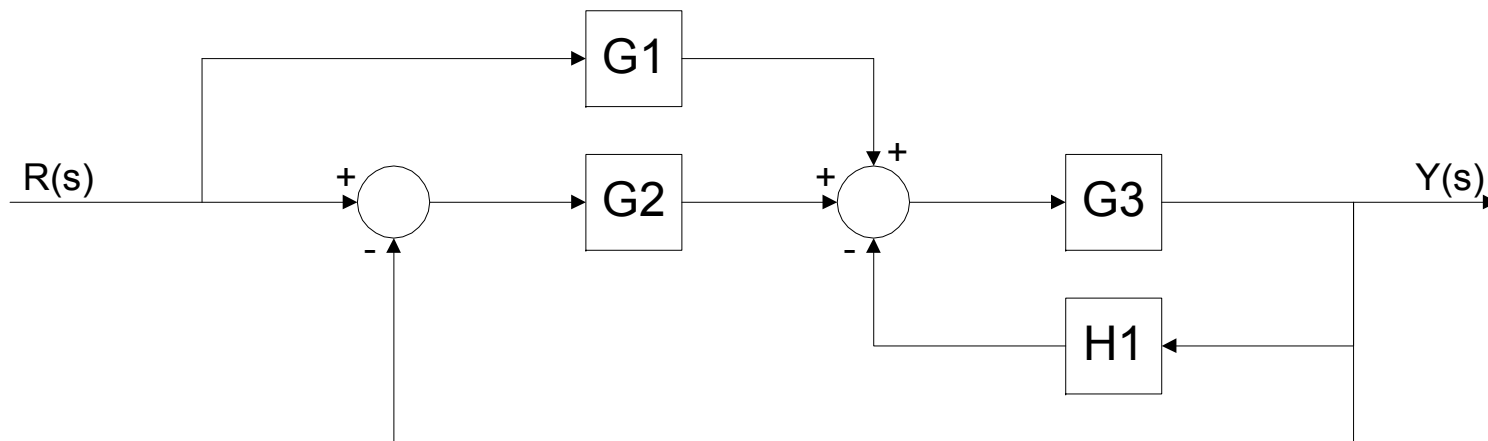 G1
R(s)
+
-
G2
+
+
-
G3
Y(s)
H1